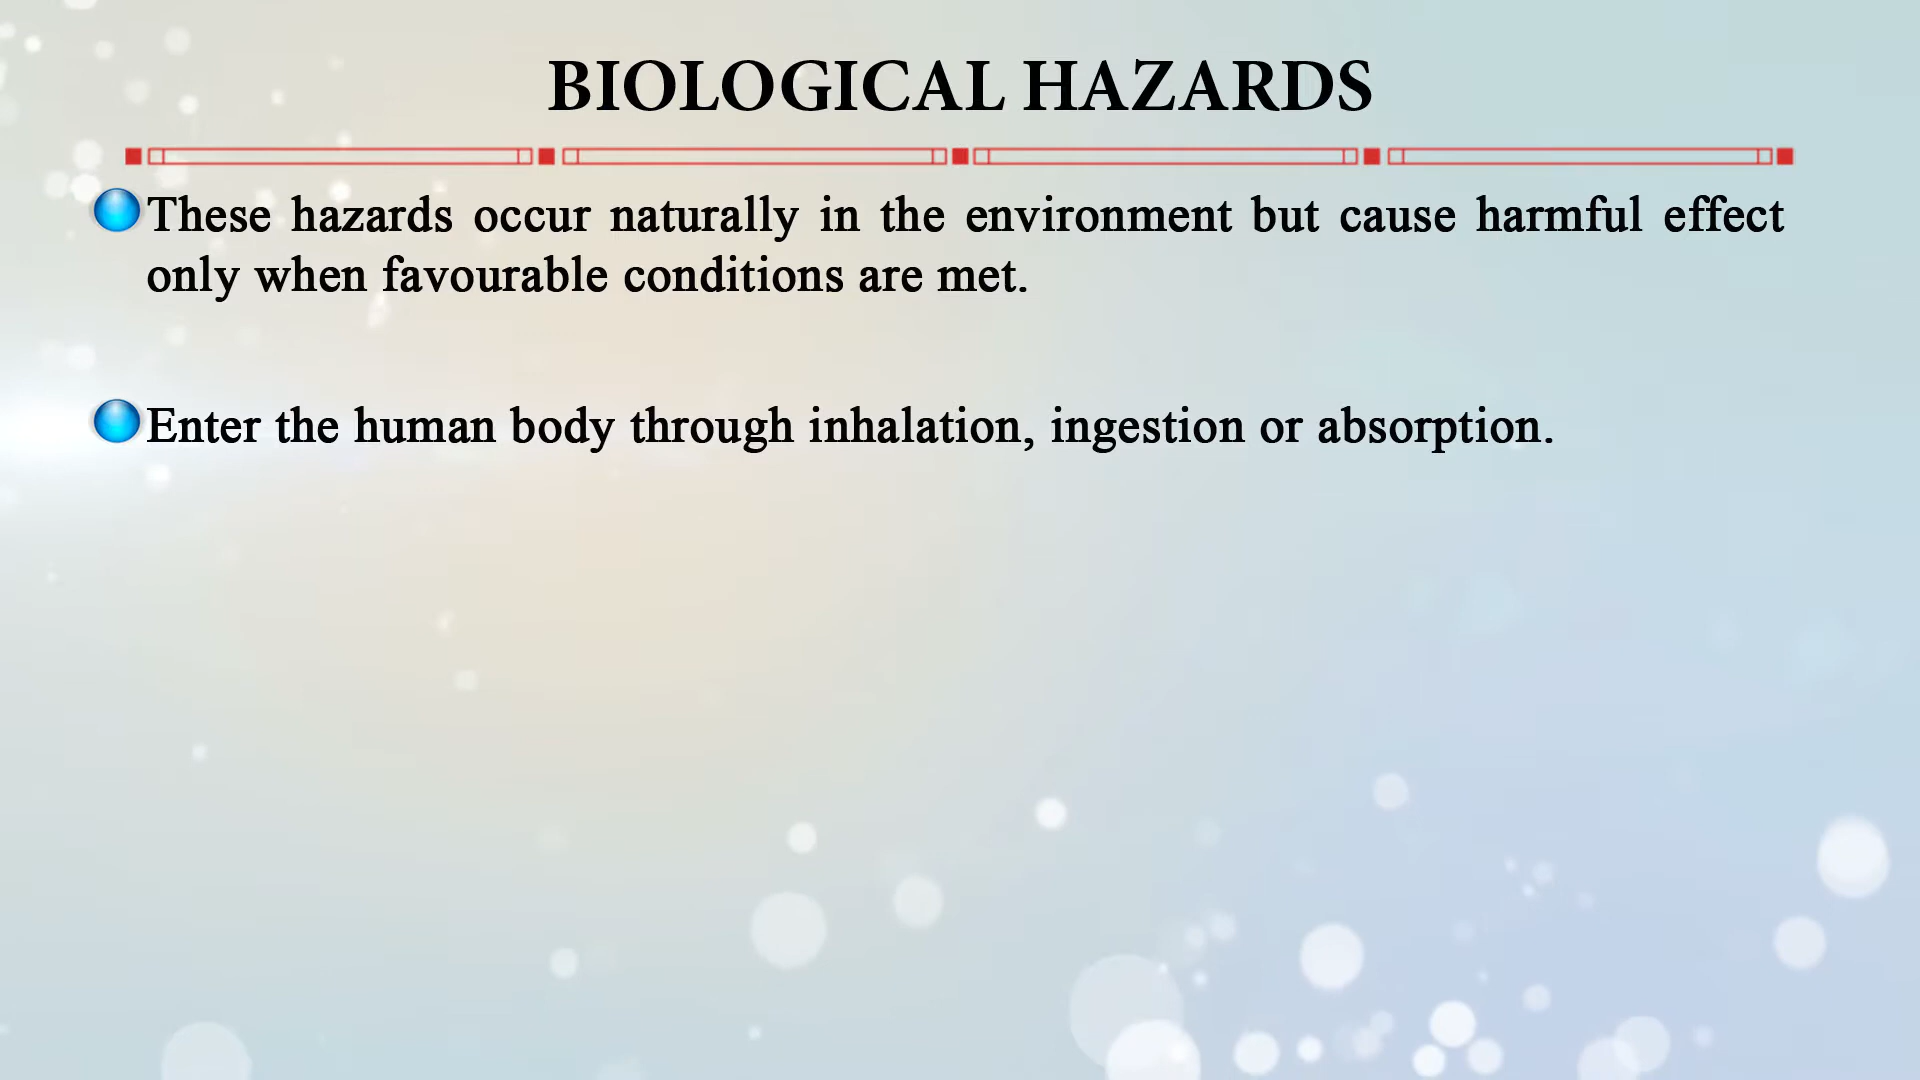 BIOLOGICAL HAZARDS
These hazards occur naturally in the environment but cause harmful effect
only when favourable conditions are met.
Enter the human body through inhalation, ingestion or absorption.